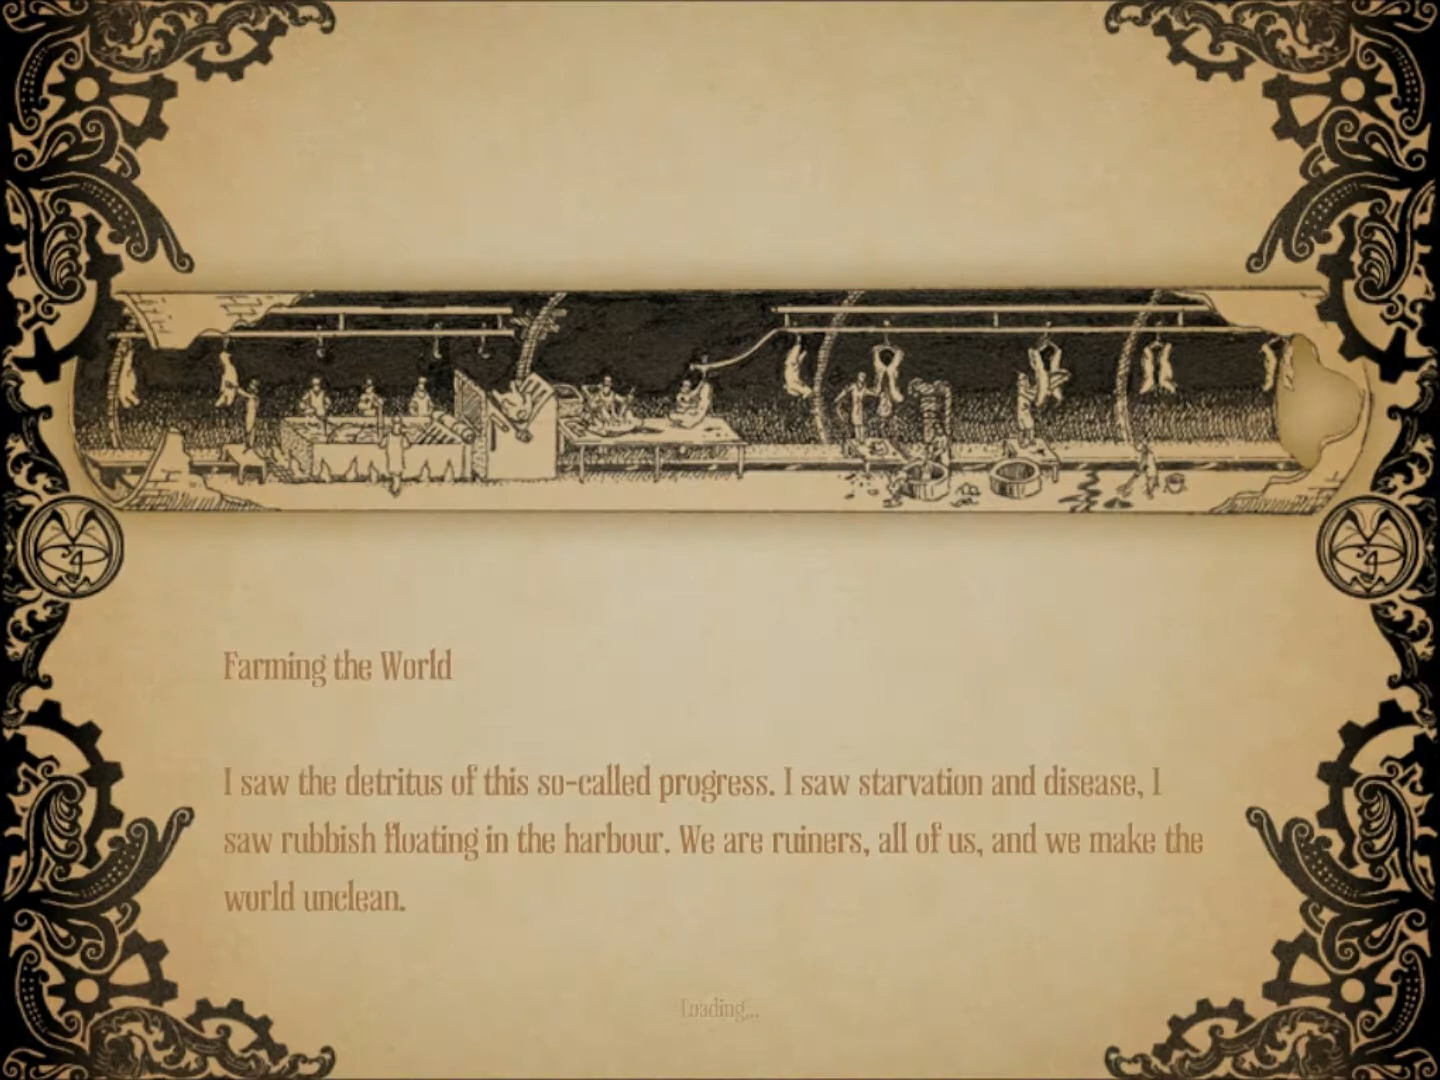 Farming the World
I saw the detritus of this so-called progress. I saw starvation and disease, I
saw rubbish floating in the harbour. We are ruiners, all of us, and we make the
world unclean.
Loading...